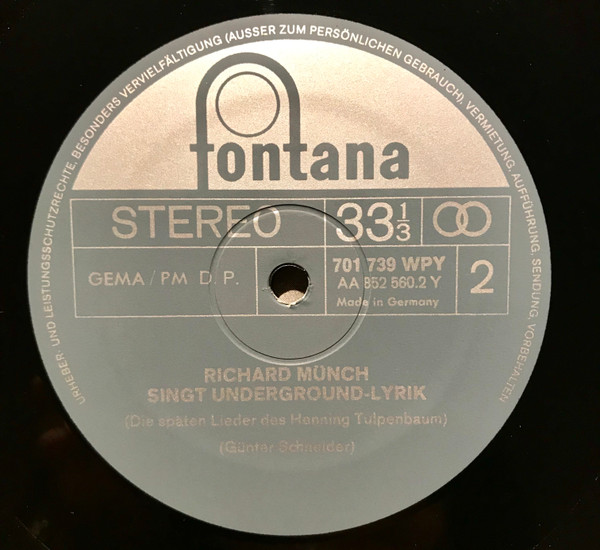 URHEBER- UND LEISTUNGSSCHUTZRECHTE, BESONDERS VERVIELFÄLTIGUNG (AUSSER ZUM PERSÖNLICHEN GEBRAUCH), VERMIETUNG, AUFFÜHRUNG, SENDUNG, VORBEHALTEN
fontana
STEREO 33 1/3
GEMA / PM D. P. 701 739 WPY 2
AA 852 560.2 Y
Made in Germany
RICHARD MÜNCH
SINGT UNDERGROUND-LYRIK
(Die späten Lieder des Henning Tulpenbaum)
(Günter Schneider)